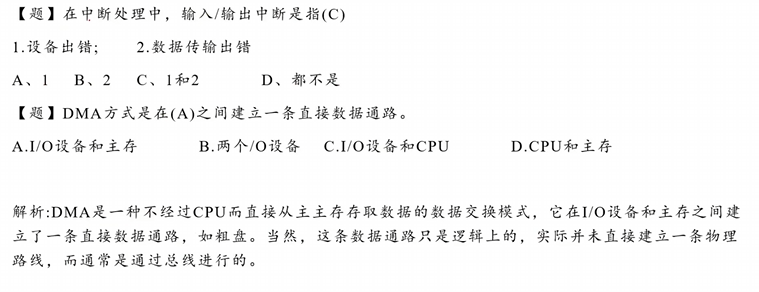 【题】在中断处理中，输入/输出中断是指(C)
1.设备出错; 2.数据传输出错
A、1 B、2 C、1和2 D、都不是
【题】DMA方式是在(A)之间建立一条直接数据通路。
A.I/O设备和主存 B.两个/O设备 C.I/O设备和CPU D.CPU和主存
解析:DMA是一种不经过CPU而直接从主主存存取数据的数据交换模式，它在I/O设备和主存之间建
立了一条直接数据通路，如粗盘。当然，这条数据通路只是逻辑上的，实际并未直接建立一条物理
路线，而通常是通过总线进行的。